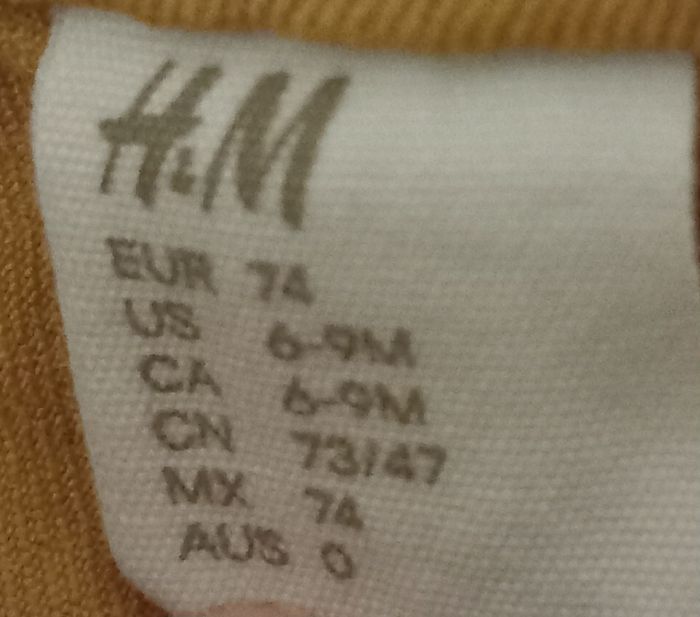 H&M
EUR 74
US 6-9M
CA 6-9M
CN 73/47
MX 74
AUS 0